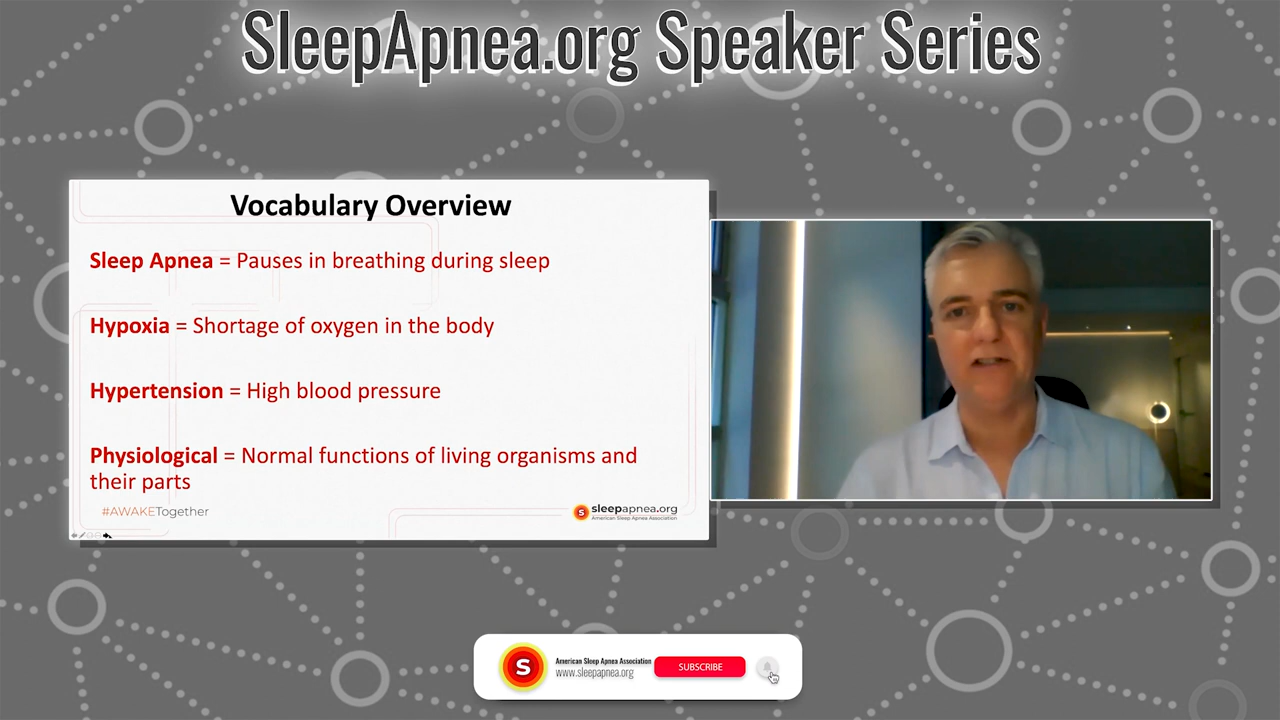 SleepApnea.org Speaker Series
Vocabulary Overview
Sleep Apnea = Pauses in breathing during sleep
Hypoxia = Shortage of oxygen in the body
Hypertension = High blood pressure
Physiological = Normal functions of living organisms and
their parts
#AWAKETogether
S sleepapnea.org
American Sleep Apnea Association
S American Sleep Apnea Association
www.sleepapnea.org
SUBSCRIBE